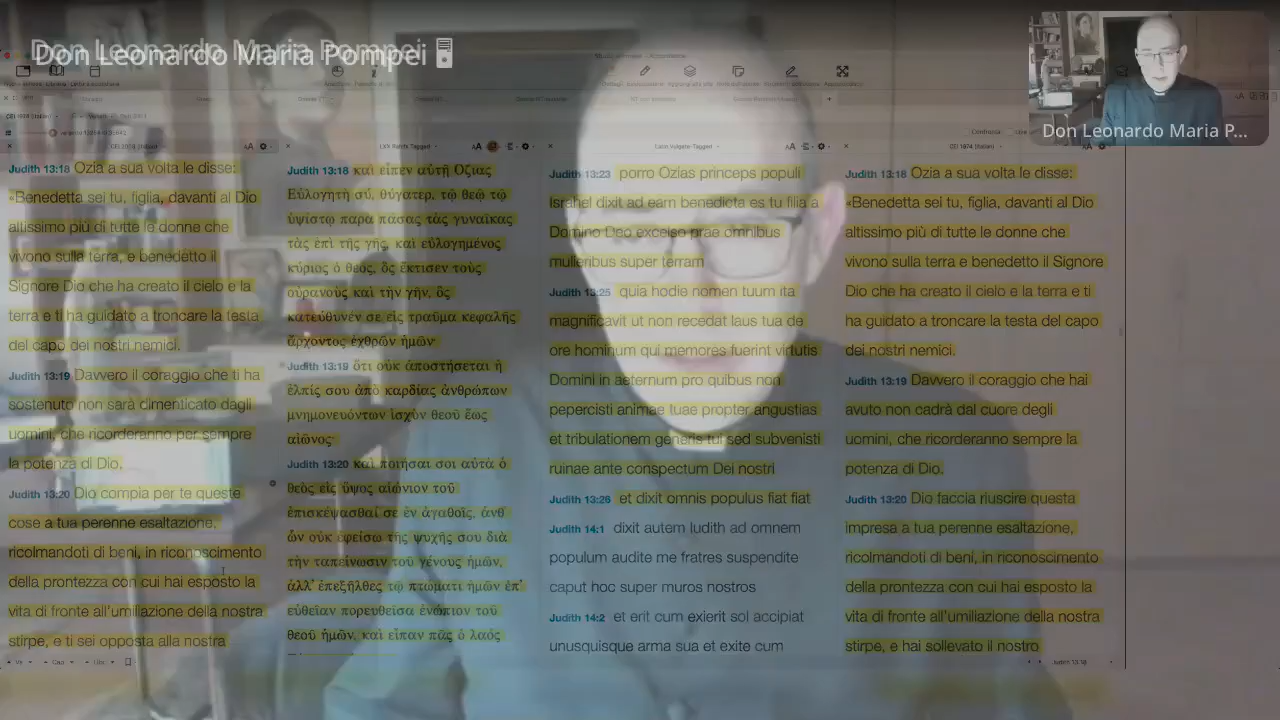 Don Leonardo Maria Pompei
Don Leonardo Maria P...
Judith 13:18 Ozia a sua volta le disse:
«Benedetta sei tu, figlia, davanti al Dio
altissimo più di tutte le donne che
vivono sulla terra, e benedetto il
Signore Dio che ha creato il cielo e la
terra e ti ha guidato a troncare la testa
del capo dei nostri nemici.
Judith 13:19 Davvero il coraggio che ti ha
sostenuto non sarà dimenticato dagli
uomini, che ricorderanno per sempre
la potenza di Dio.
Judith 13:20 Dio compia per te queste
cose a tua perenne esaltazione,
ricolmandoti di beni, in riconoscimento
della prontezza con cui hai esposto la
vita di fronte all'umiliazione della nostra
stirpe, e ti sei opposta alla nostra
Judith 13:18 καὶ εἶπεν αὐτῇ Οζιας
Εὐλογητὴ σύ, θύγατερ, τῷ θεῷ τῷ
ὑψίστῳ παρὰ πάσας τὰς γυναῖκας
τὰς ἐπὶ τῆς γῆς, καὶ εὐλογημένος
κύριος ὁ θεός, ὃς ἔκτισεν τοὺς
οὐρανοὺς καὶ τὴν γῆν, ὃς
κατεύθυνέν σε εἰς τραῦμα κεφαλῆς
ἄρχοντος ἐχθρῶν ἡμῶν·
Judith 13:19 ὅτι οὐκ ἀποστήσεται ἡ
ἐλπίς σου ἀπὸ καρδίας ἀνθρώπων
μνημονευόντων ἰσχὺν θεοῦ ἕως
αἰῶνος·
Judith 13:20 καὶ ποιήσαι σοι αὐτὰ ὁ
θεὸς εἰς ὕψος αἰώνιον τοῦ
ἐπισκέψασθαί σε ἐν ἀγαθοῖς, ἀνθ'
ὧν οὐκ ἐφείσω τῆς ψυχῆς σου διὰ
τὴν ταπείνωσιν τοῦ γένους ἡμῶν,
ἀλλ' ἐπεξῆλθες τῷ πτώματι ἡμῶν ἐπ'
εὐθεῖαν πορευθεῖσα ἐνώπιον τοῦ
θεοῦ ἡμῶν, καὶ εἶπαν πᾶς ὁ λαός
Judith 13:23 porro Ozias princeps populi
Israhel dixit ad eam benedicta es tu filia a
Domino Deo excelso prae omnibus
mulieribus super terram
Judith 13:25 quia hodie nomen tuum ita
magnificavit ut non recedat laus tua de
ore hominum qui memores fuerint virtutis
Domini in aeternum pro quibus non
pepercisti animae tuae propter angustias
et tribulationem generis tui sed subvenisti
ruinae ante conspectum Dei nostri
Judith 13:26 et dixit omnis populus fiat fiat
Judith 14:1 dixit autem Iudith ad omnem
populum audite me fratres suspendite
caput hoc super muros nostros
Judith 14:2 et erit cum exierit sol accipiat
unusquisque arma sua et exite cum
Judith 13:18 Ozia a sua volta le disse:
«Benedetta sei tu, figlia, davanti al Dio
altissimo più di tutte le donne che
vivono sulla terra e benedetto il Signore
Dio che ha creato il cielo e la terra e ti
ha guidato a troncare la testa del capo
dei nostri nemici.
Judith 13:19 Davvero il coraggio che hai
avuto non cadrà dal cuore degli
uomini, che ricorderanno sempre la
potenza di Dio.
Judith 13:20 Dio faccia riuscire questa
impresa a tua perenne esaltazione,
ricolmandoti di beni, in riconoscimento
della prontezza con cui hai esposto la
vita di fronte all'umiliazione della nostra
stirpe, e hai sollevato il nostro
Judith 13:18